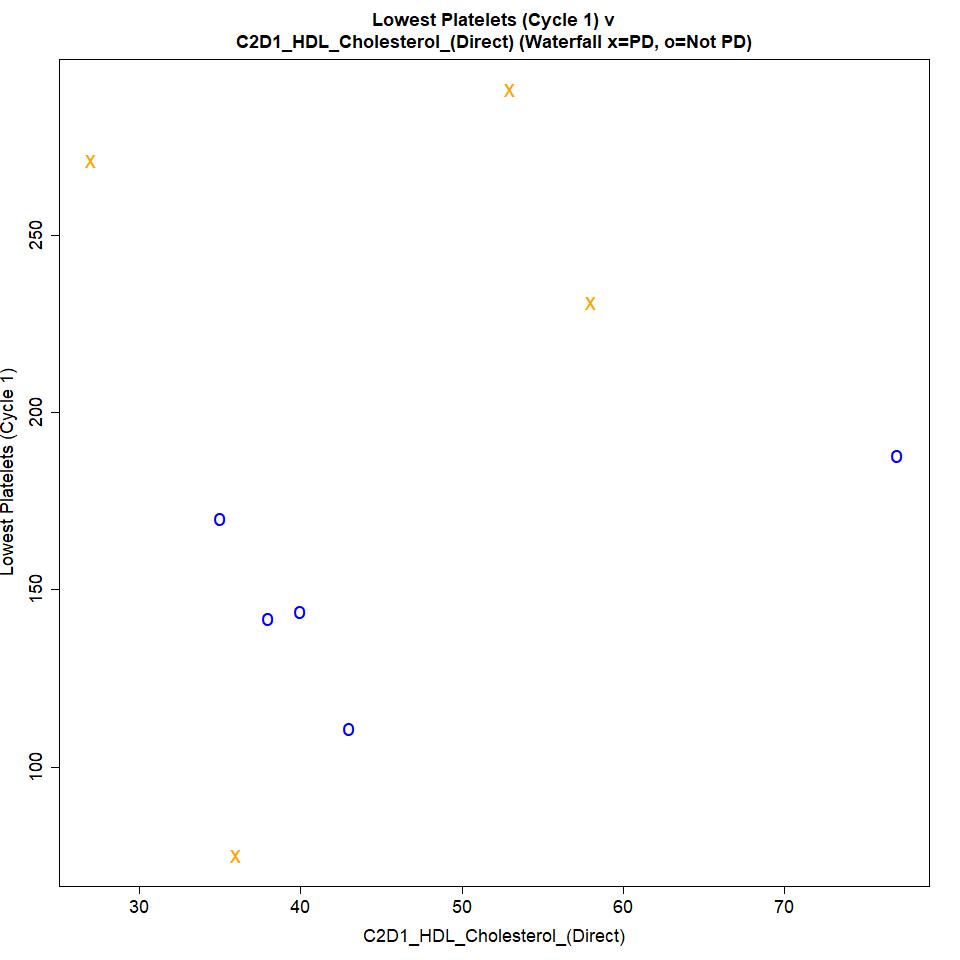 Lowest Platelets (Cycle 1) v
C2D1_HDL_Cholesterol_(Direct) (Waterfall x=PD, o=Not PD)
Lowest Platelets (Cycle 1)
250
200
150
100
X
X
X
O
O
O
O
O
X
30
40
50
60
70
C2D1_HDL_Cholesterol_(Direct)